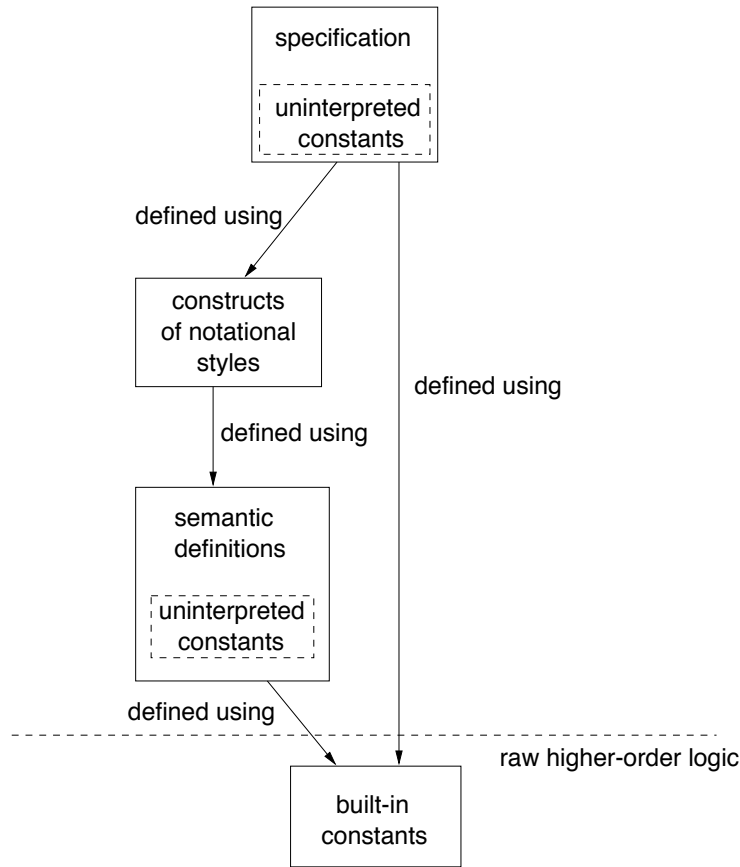 specification
uninterpreted
constants
defined using
constructs
of notational
styles
defined using
defined using
semantic
definitions
uninterpreted
constants
defined using
raw higher-order logic
built-in
constants